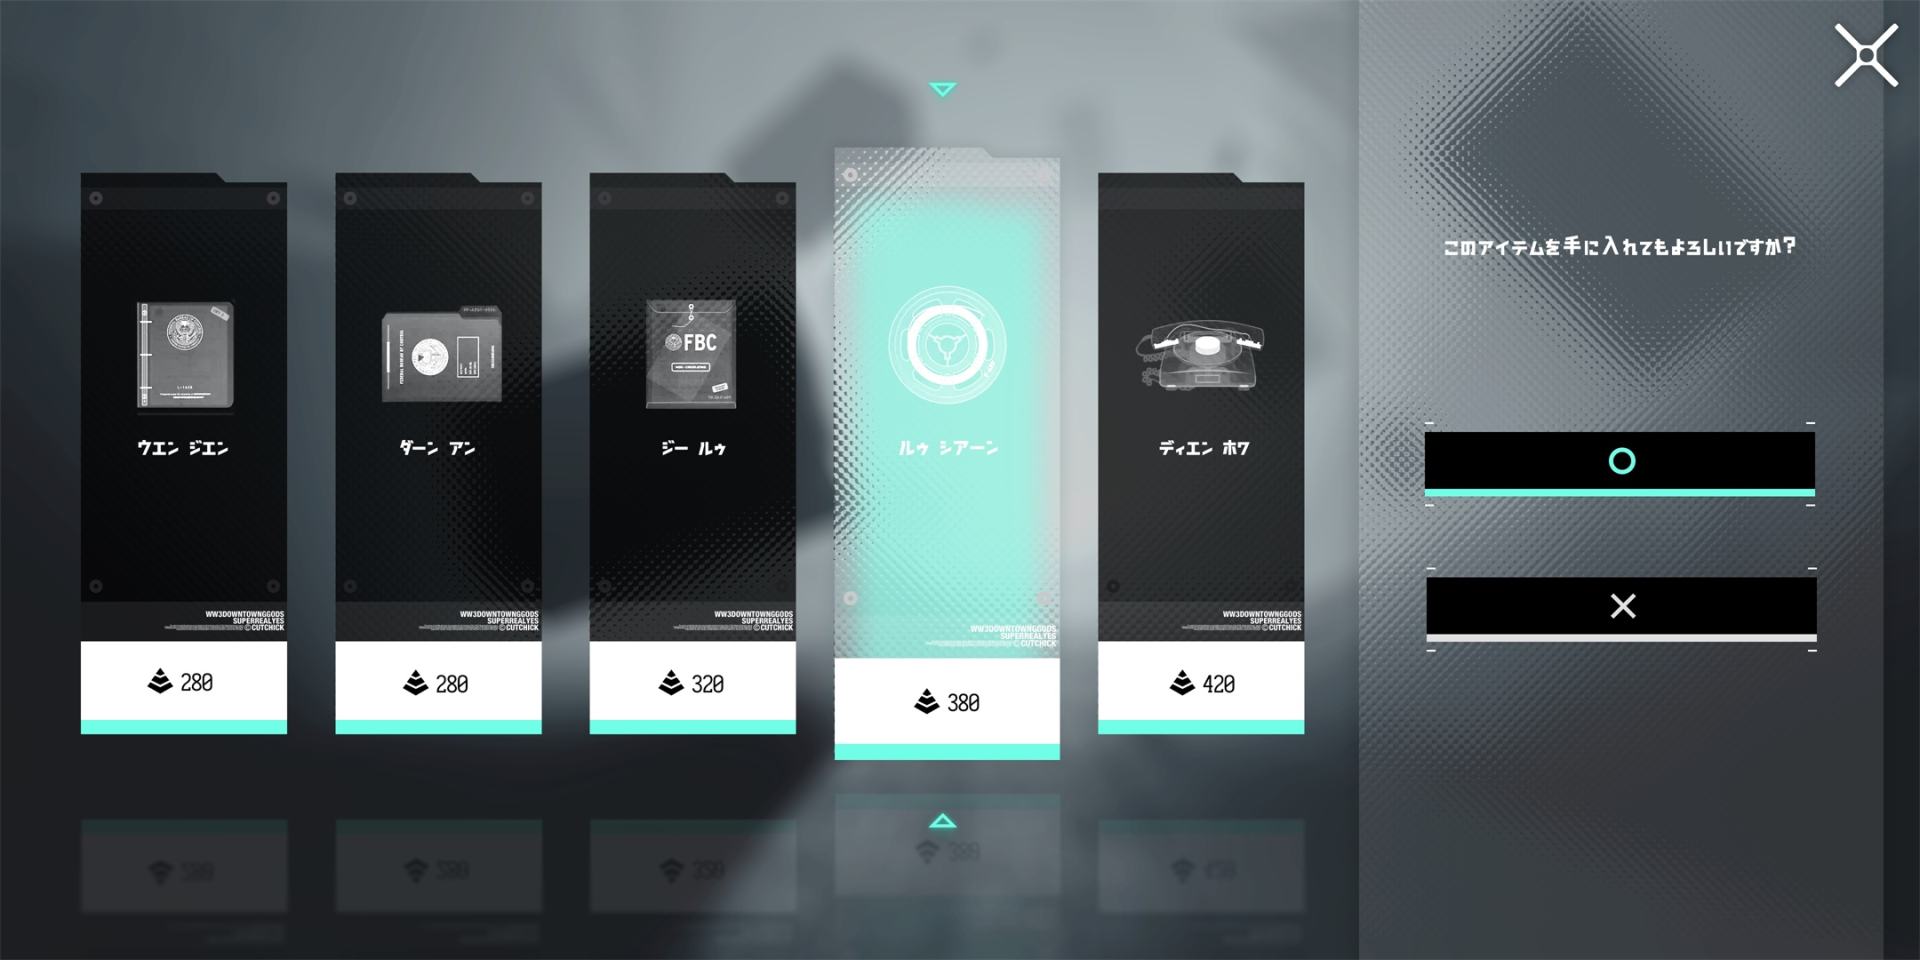 このアイテムを手に入れてもよろしいですか?
FBC
ウエン ジエン
ダーン アン
ジー ルゥ
ルゥ シアーン
ディエン ホワ
WW3DOWNTOWNGGODS
SUPERREALYES
©CUTCHICK
WW3DOWNTOWNGGODS
SUPERREALYES
©CUTCHICK
WW3DOWNTOWNGGODS
SUPERREALYES
©CUTCHICK
WW3DOWNTOWNGGODS
SUPERREALYES
©CUTCHICK
WW3DOWNTOWNGGODS
SUPERREALYES
©CUTCHICK
280
280
320
380
420